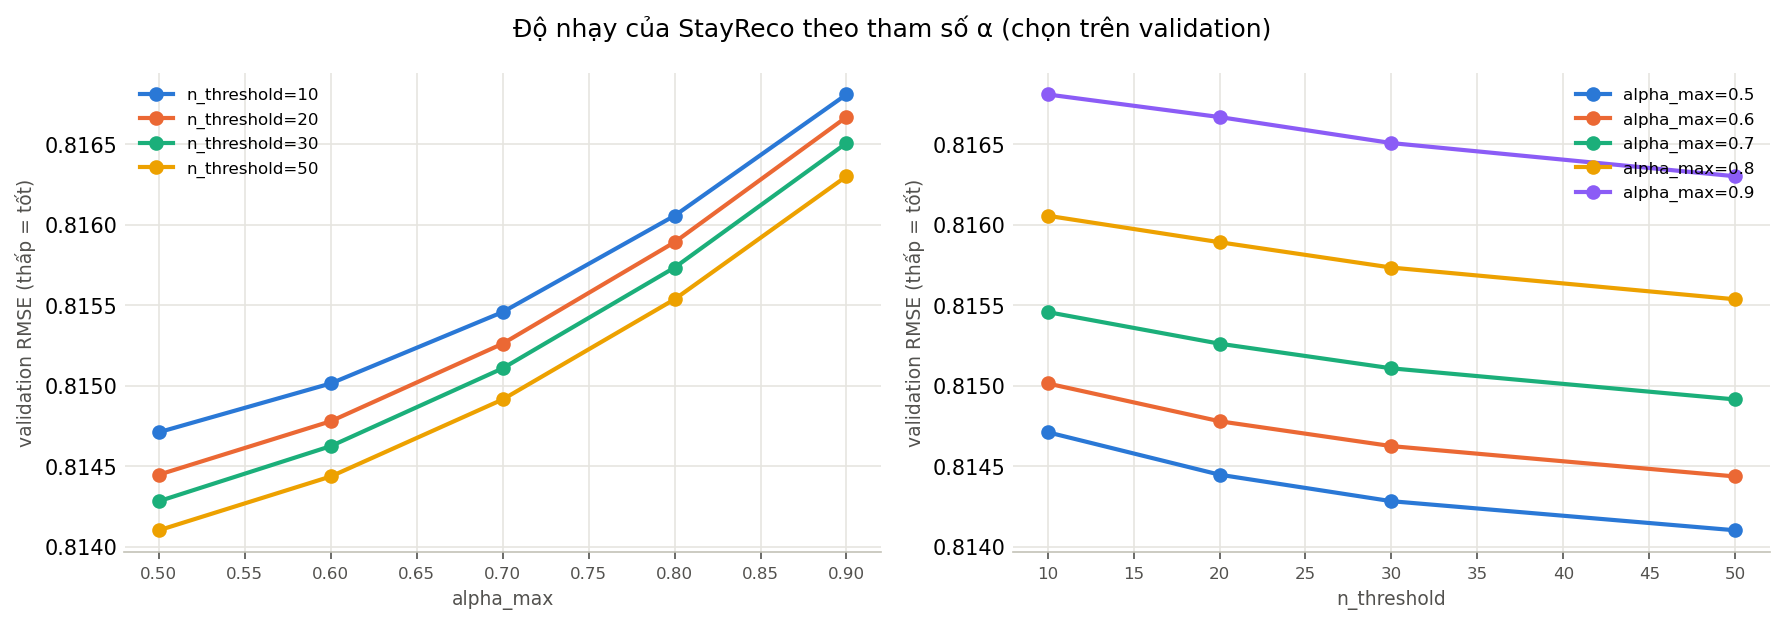 Độ nhạy của StayReco theo tham số α (chọn trên validation)
validation RMSE (thấp = tốt)
0.8165
0.8160
0.8155
0.8150
0.8145
0.8140
n_threshold=10
n_threshold=20
n_threshold=30
n_threshold=50
0.50 0.55 0.60 0.65 0.70 0.75 0.80 0.85 0.90
alpha_max
validation RMSE (thấp = tốt)
0.8165
0.8160
0.8155
0.8150
0.8145
0.8140
alpha_max=0.5
alpha_max=0.6
alpha_max=0.7
alpha_max=0.8
alpha_max=0.9
10 15 20 25 30 35 40 45 50
n_threshold